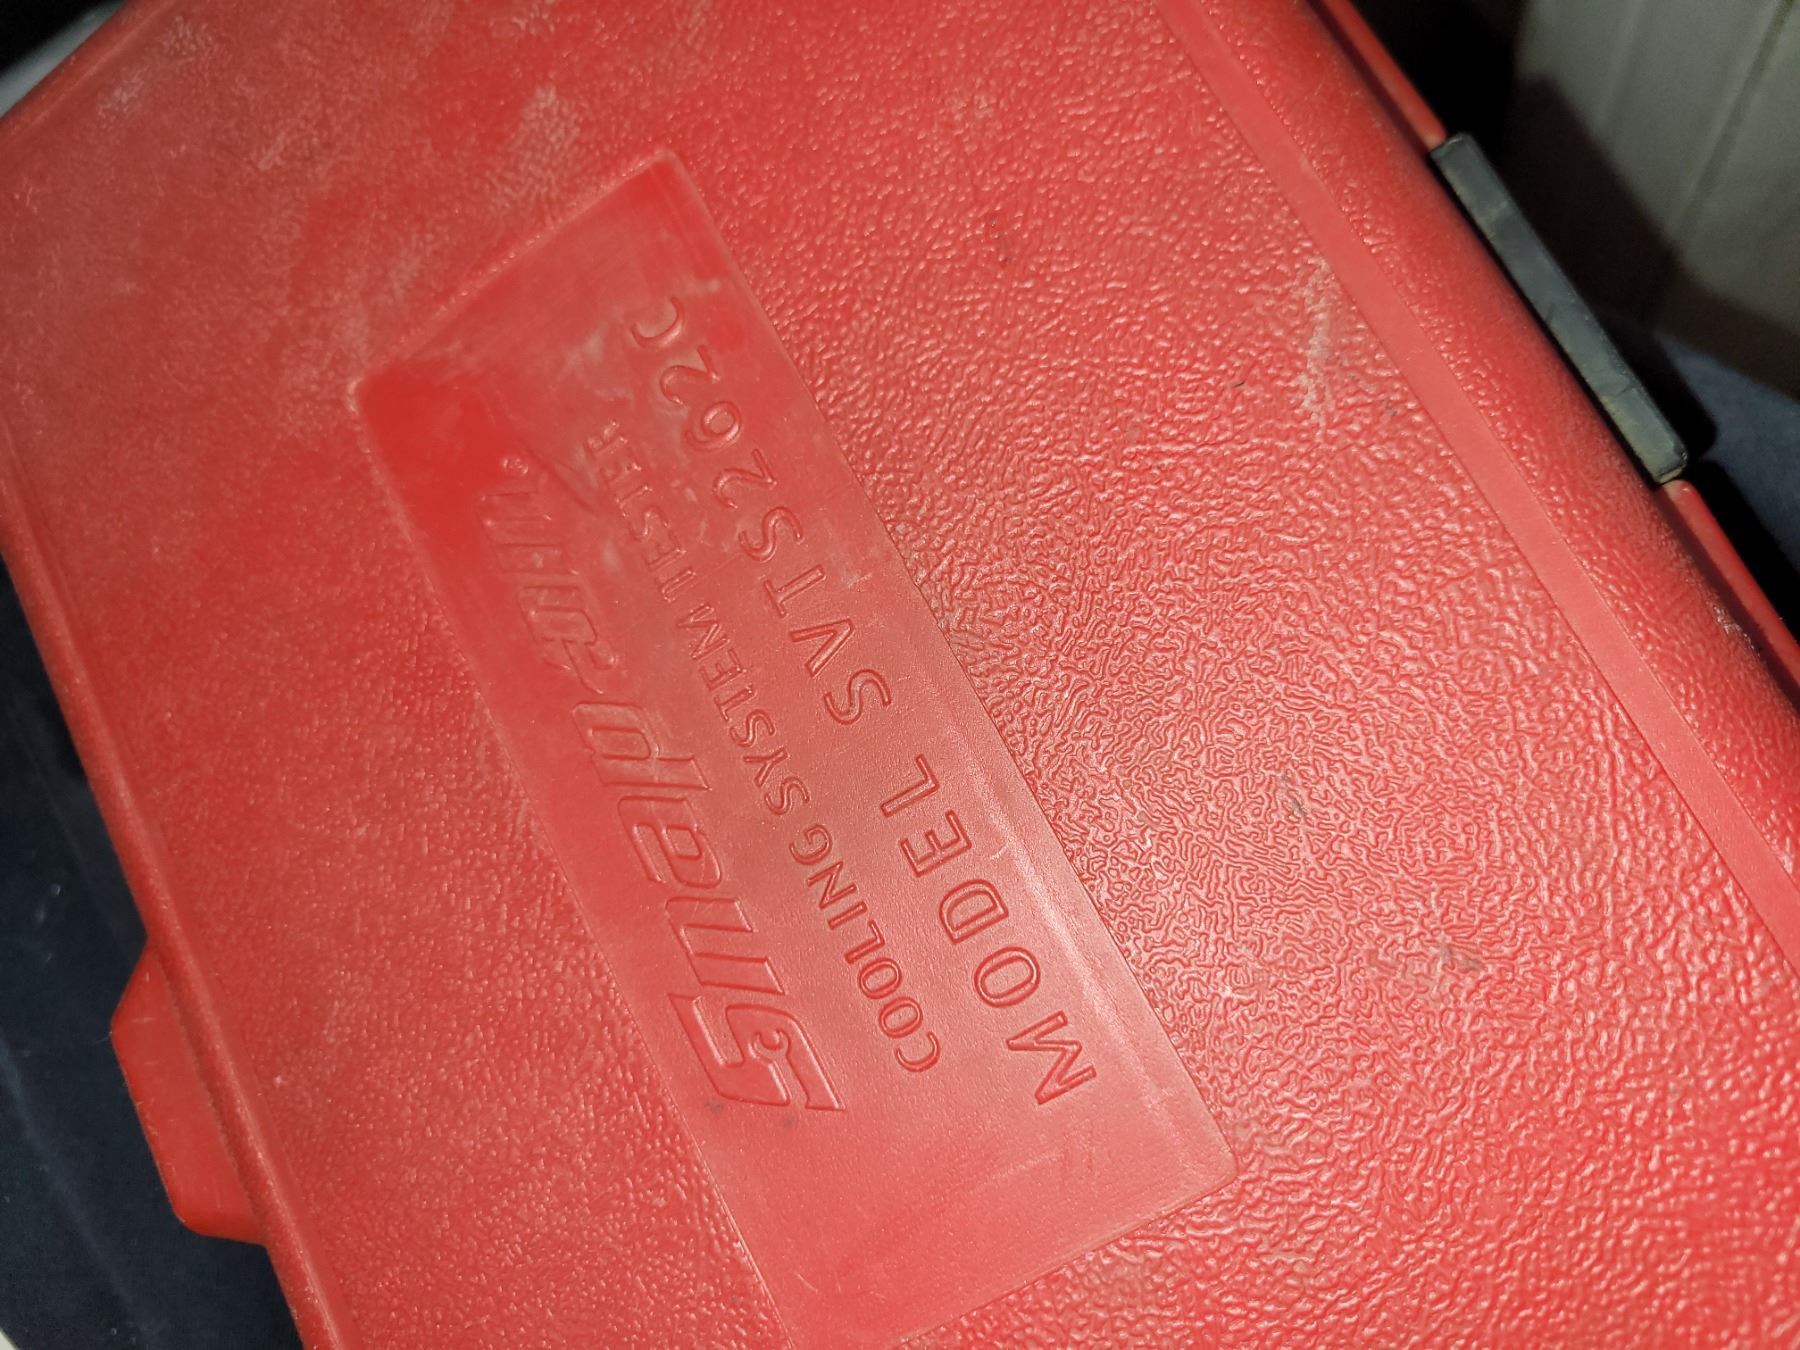 Snap-on
COOLING SYSTEM TESTER
MODEL SVTS262C